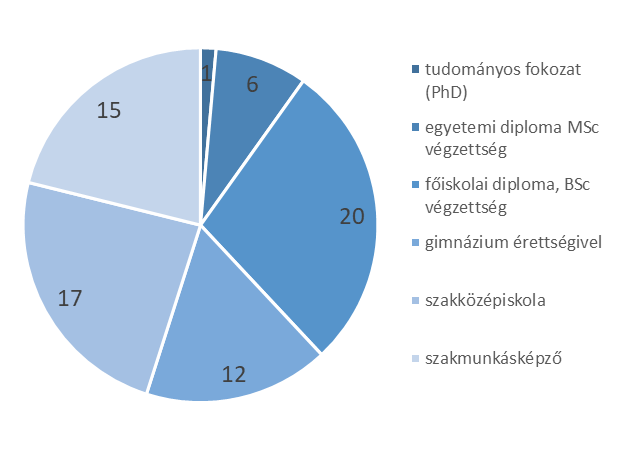 1
6
20
12
17
15
tudományos fokozat
(PhD)
egyetemi diploma MSc
végzettség
főiskolai diploma, BSc
végzettség
gimnázium érettségivel
szakközépiskola
szakmunkásképző